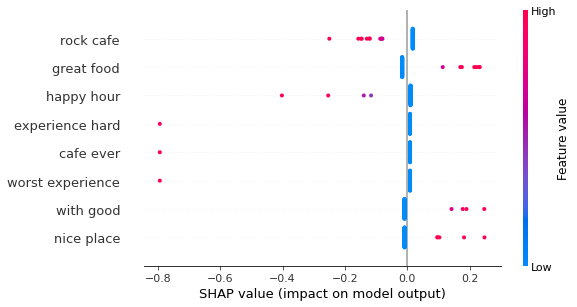 High
rock cafe
great food
happy hour
experience hard
cafe ever
worst experience
with good
nice place
Feature value
Low
−0.8 −0.6 −0.4 −0.2 0.0 0.2
SHAP value (impact on model output)